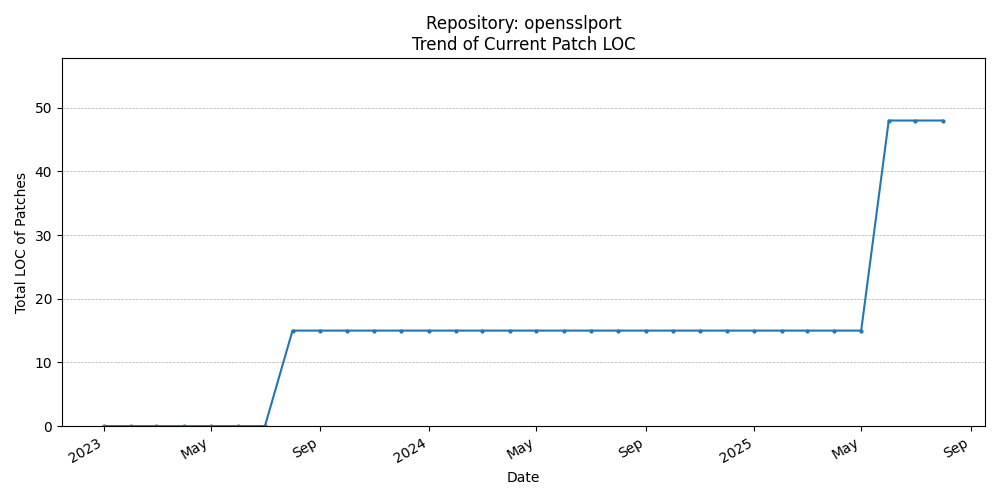 Repository: opensslport
Trend of Current Patch LOC
Total LOC of Patches
50
40
30
20
10
0
2023
May
Sep
2024
May
Sep
2025
May
Sep
Date